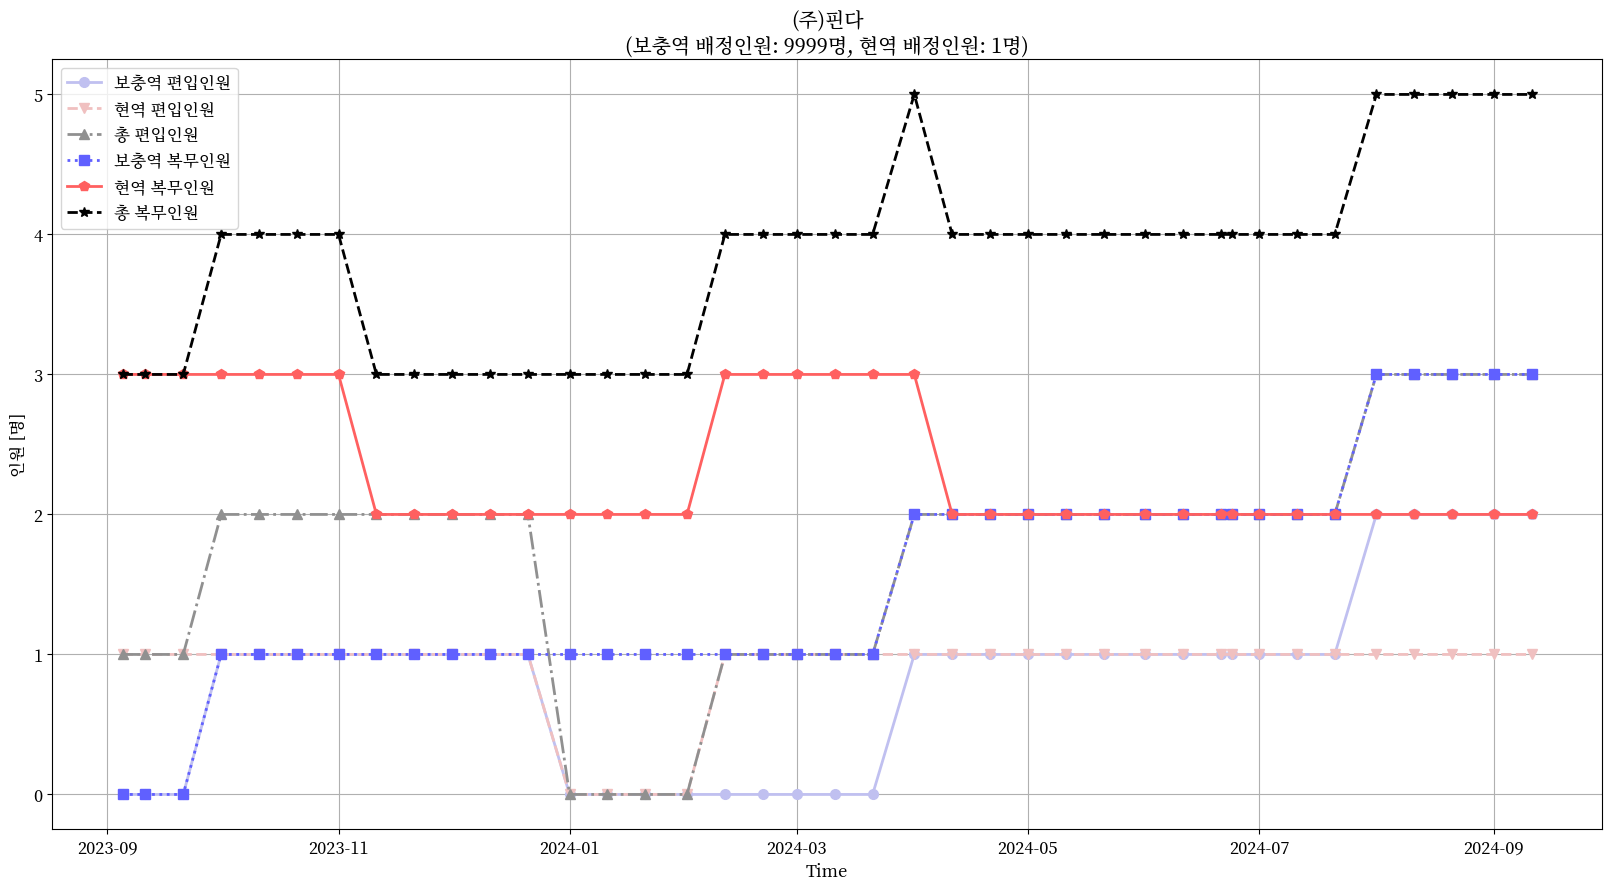 (주)핀다
(보충역 배정인원: 9999명, 현역 배정인원: 1명)
보충역 편입인원
현역 편입인원
총 편입인원
보충역 복무인원
현역 복무인원
총 복무인원
5
4
3
2
1
0
인원 [명]
2023-09
2023-11
2024-01
2024-03
2024-05
2024-07
2024-09
Time